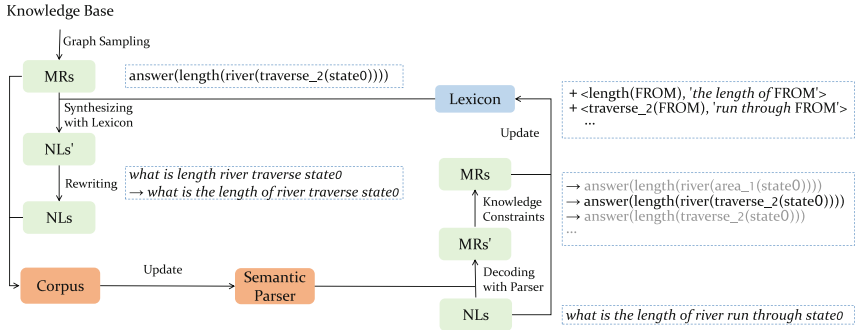 Knowledge Base
Graph Sampling
MRs
answer(length(river(traverse_2(state0))))
Synthesizing
with Lexicon
NLs'
Rewriting
what is length river traverse state0
→ what is the length of river traverse state0
NLs
Corpus
Update
Semantic
Parser
Lexicon
Update
MRs
Knowledge
Constraints
MRs'
Decoding
with Parser
NLs
+ <length(FROM), 'the length of FROM'>
+ <traverse_2(FROM), 'run through FROM'>
...
→ answer(length(river(area_1(state0))))
→ answer(length(river(traverse_2(state0))))
→ answer(length(traverse_2(state0)))
...
what is the length of river run through state0